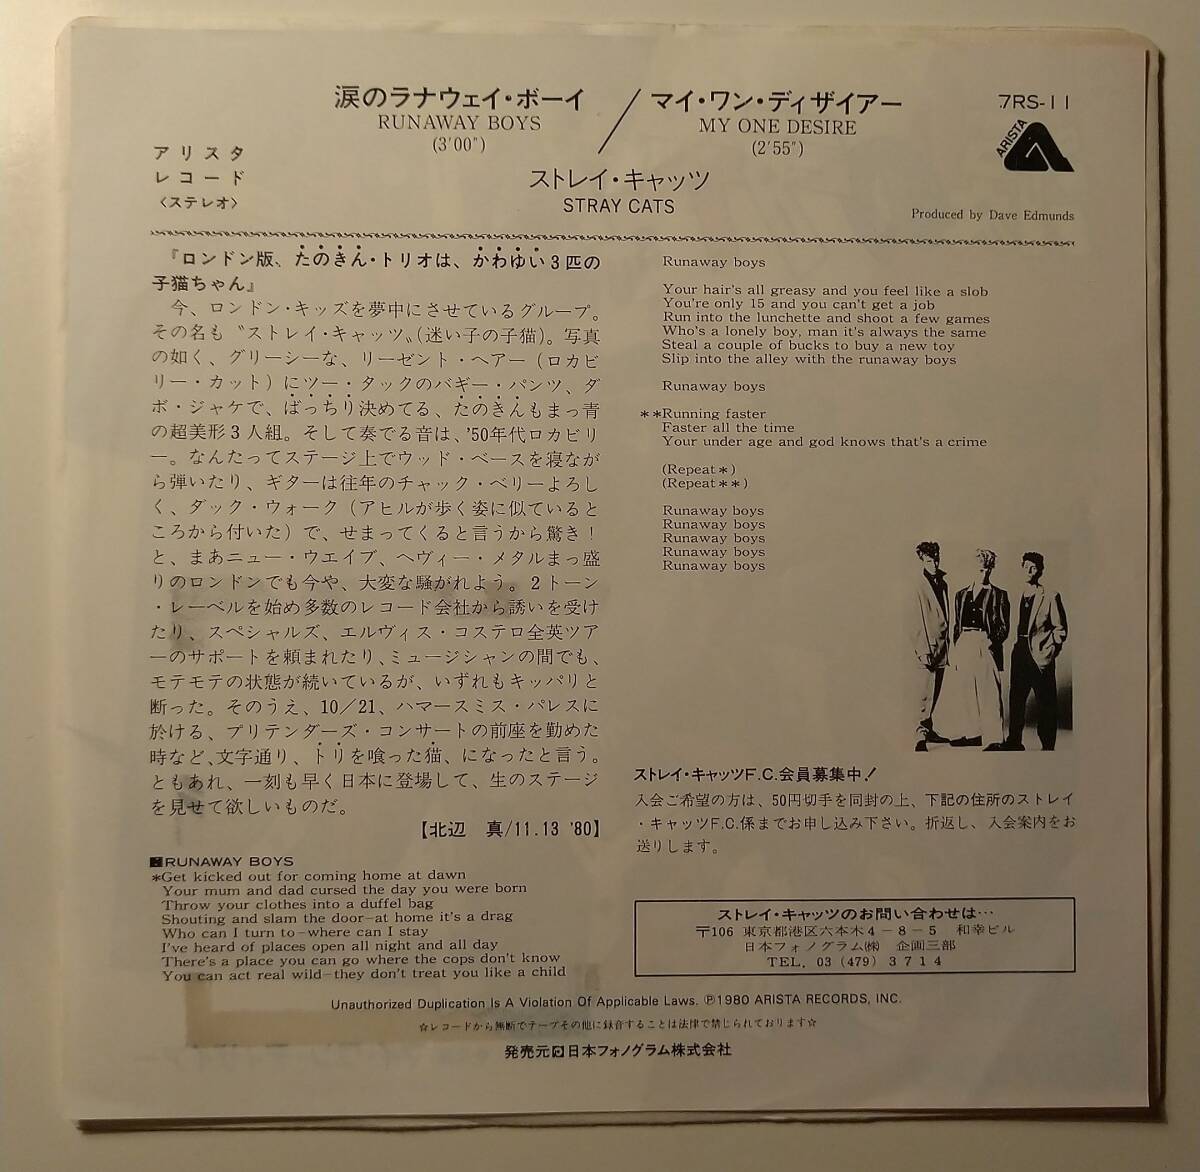 涙のラナウェイ・ボーイ／マイ・ワン・ディザイアー
RUNAWAY BOYS MY ONE DESIRE
(3'00") (2'55")
7RS-11
ARISTA
アリスタ
レコード
〈ステレオ〉
ストレイ・キャッツ
STRAY CATS
Produced by Dave Edmunds
『ロンドン版、たのきん・トリオは、かわゆい3匹の
子猫ちゃん』
今、ロンドン・キッズを夢中にさせているグループ。
その名も〝ストレイ・キャッツ〟(迷い子の子猫)。写真
の如く、グリーシーな、リーゼント・ヘアー（ロカビ
リー・カット）にツー・タックのバギー・パンツ、ダ
ボ・ジャケで、ばっちり決めてる、たのきんもまっ青
の超美形3人組。そして奏でる音は、'50年代ロカビリ
ー。なんたってステージ上でウッド・ベースを寝なが
ら弾いたり、ギターは往年のチャック・ベリーよろし
く、ダック・ウォーク（アヒルが歩く姿に似ていると
ころから付いた）で、せまってくると言うから驚き！
と、まあニュー・ウエイブ、ヘヴィー・メタルまっ盛
りのロンドンでも今や、大変な騒がれよう。2トーン
・レーベルを始め多数のレコード会社から誘いを受け
たり、スペシャルズ、エルヴィス・コステロ全英ツア
ーのサポートを頼まれたり、ミュージシャンの間でも、
モテモテの状態が続いているが、いずれもキッパリと
断った。そのうえ、10／21、ハマースミス・パレスに
於ける、プリテンダーズ・コンサートの前座を勤めた
時など、文字通り、トリを喰った猫、になったと言う。
ともあれ、一刻も早く日本に登場して、生のステージ
を見せて欲しいものだ。
【北辺 真/11.13 '80】
RUNAWAY BOYS
*Get kicked out for coming home at dawn
Your mum and dad cursed the day you were born
Throw your clothes into a duffel bag
Shouting and slam the door—at home it's a drag
Who can I turn to—where can I stay
I've heard of places open all night and all day
There's a place you can go where the cops don't know
You can act real wild—they don't treat you like a child
Runaway boys
Your hair's all greasy and you feel like a slob
You're only 15 and you can't get a job
Run into the lunchette and shoot a few games
Who's a lonely boy, man it's always the same
Steal a couple of bucks to buy a new toy
Slip into the alley with the runaway boys
Runaway boys
**Running faster
Faster all the time
Your under age and god knows that's a crime
(Repeat*)
(Repeat**)
Runaway boys
Runaway boys
Runaway boys
Runaway boys
Runaway boys
ストレイ・キャッツF.C.会員募集中！
入会ご希望の方は、50円切手を同封の上、下記の住所のストレイ
・キャッツF.C.係までお申し込み下さい。折返し、入会案内をお
送りします。
ストレイ・キャッツのお問い合わせは…
〒106 東京都港区六本木4－8－5 和幸ビル
日本フォノグラム㈱ 企画三部
TEL. 03 (479) 3714
Unauthorized Duplication Is A Violation Of Applicable Laws. ℗1980 ARISTA RECORDS, INC.
☆レコードから無断でテープその他に録音することは法律で禁じられております☆
発売元 日本フォノグラム株式会社